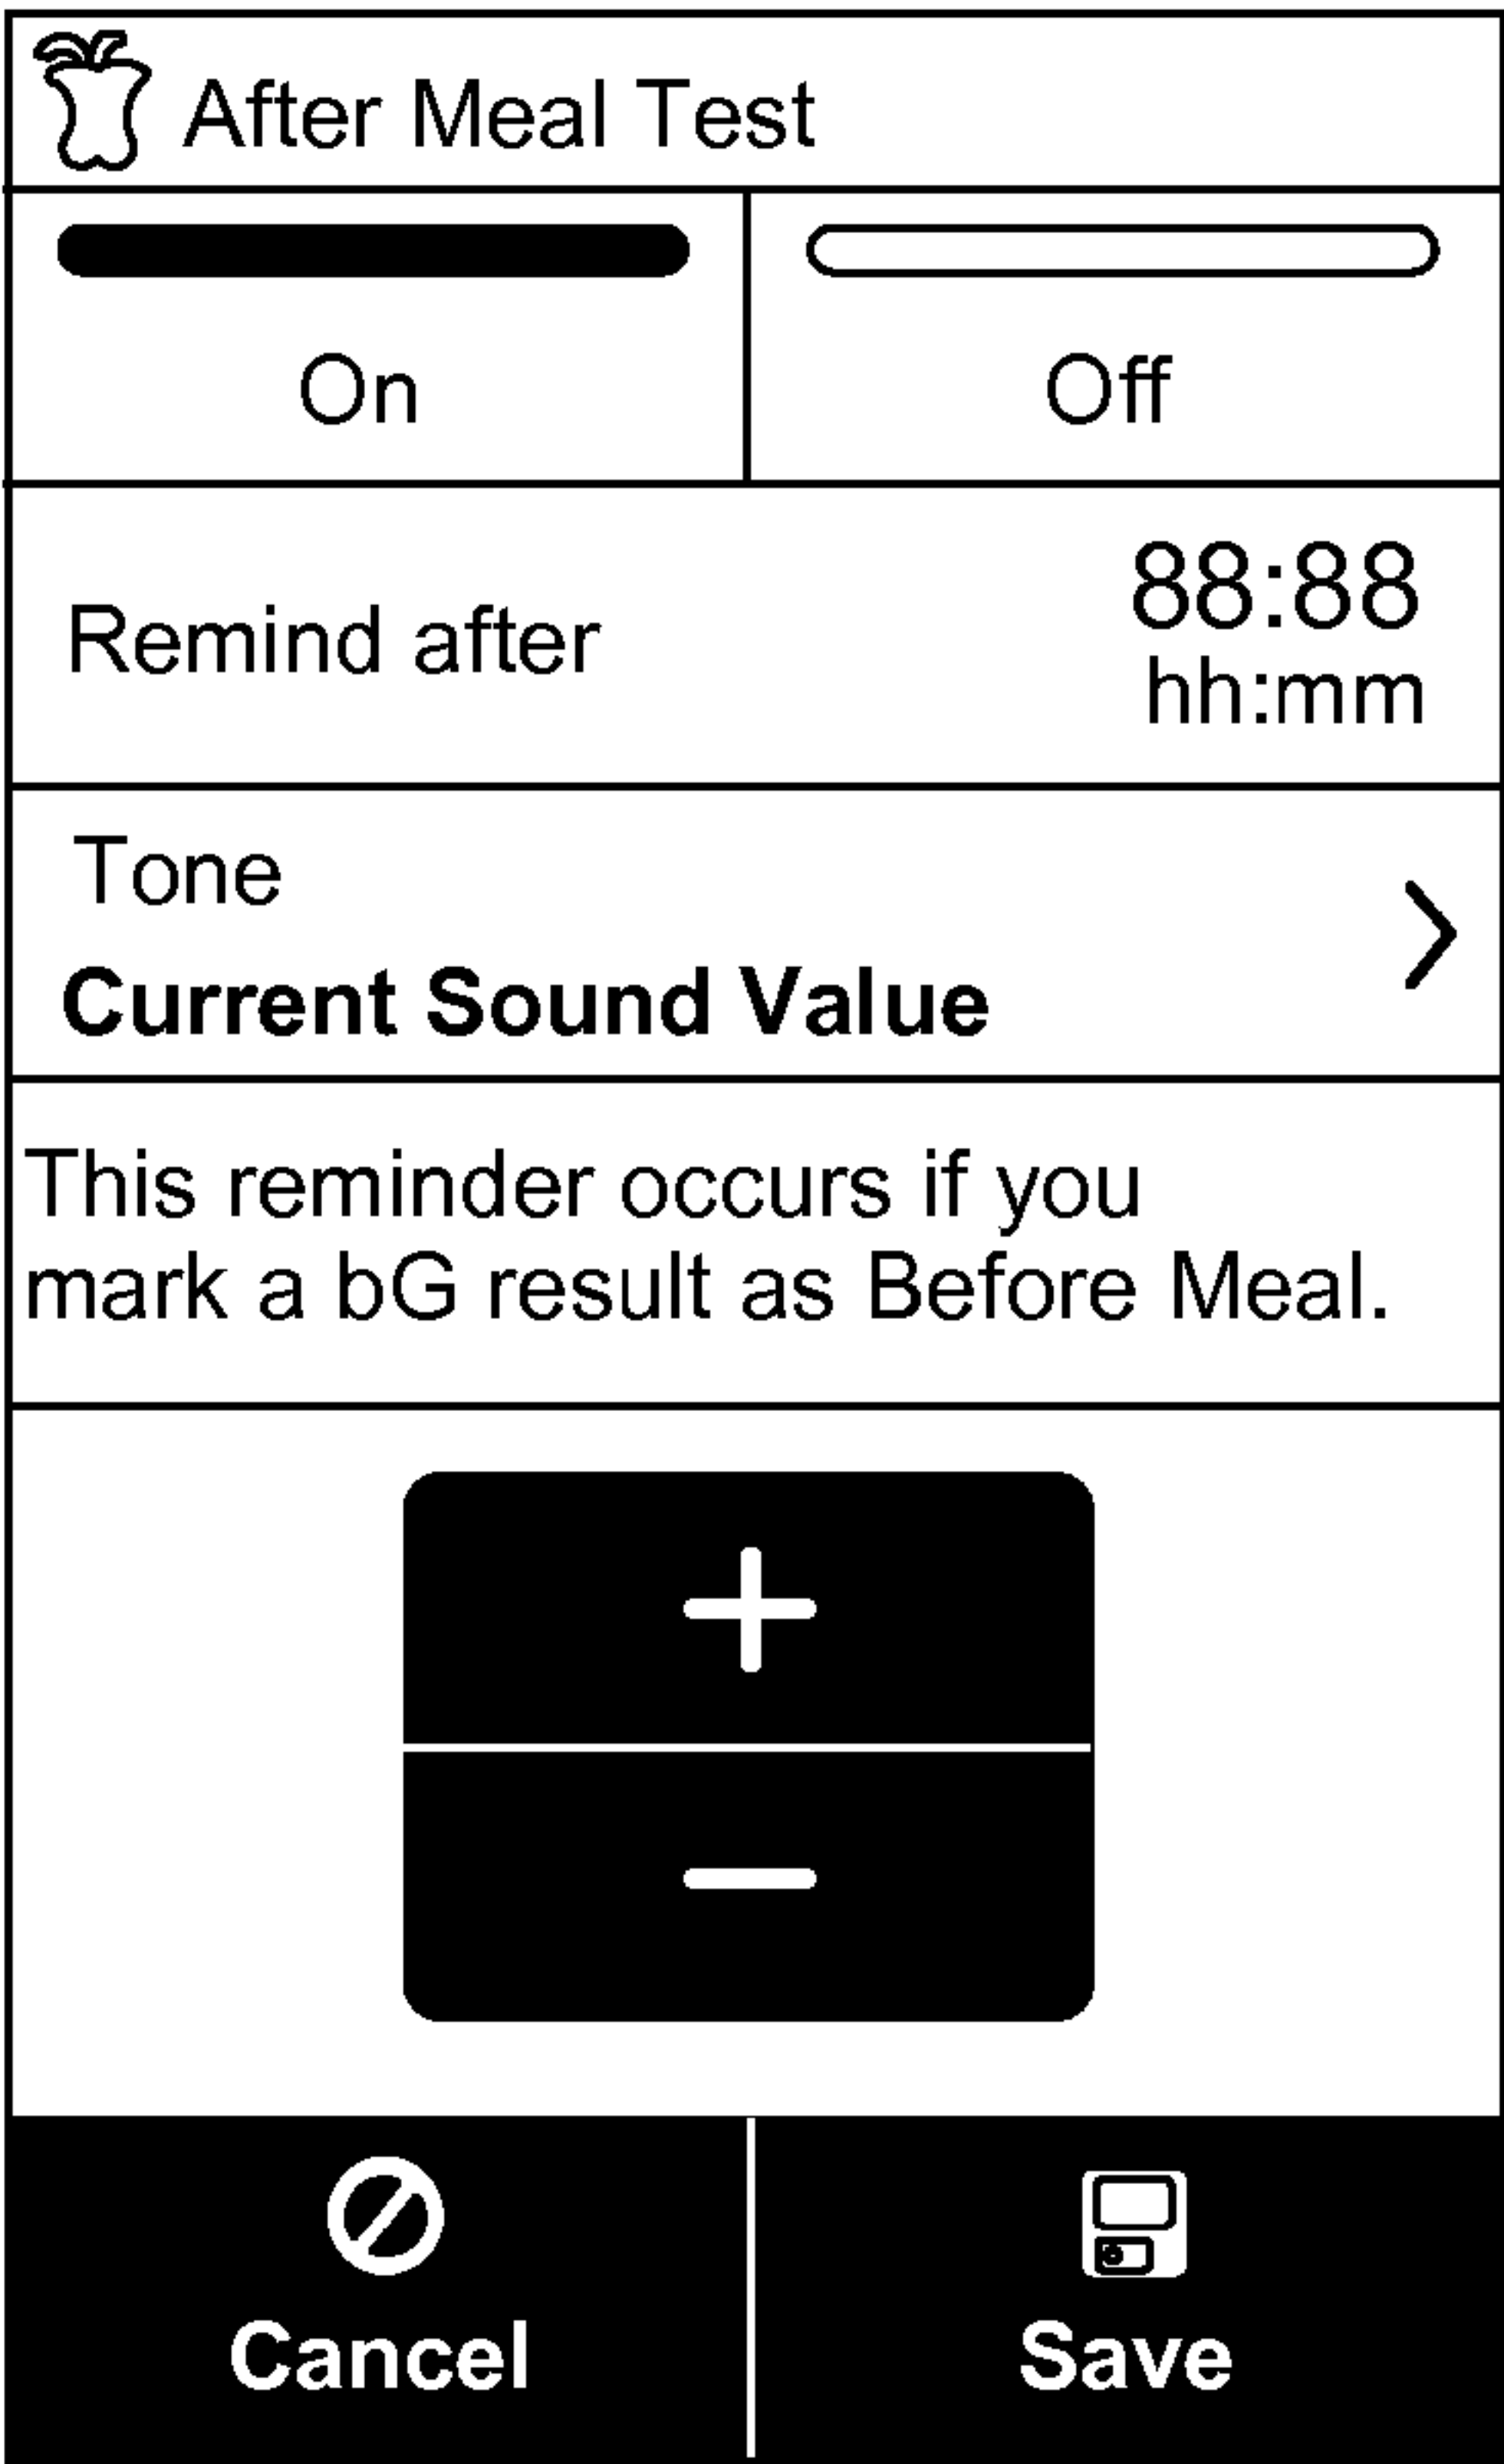 After Meal Test
On
Off
Remind after
88:88
hh:mm
Tone
Current Sound Value
This reminder occurs if you
mark a bG result as Before Meal.
+
−
Cancel
Save